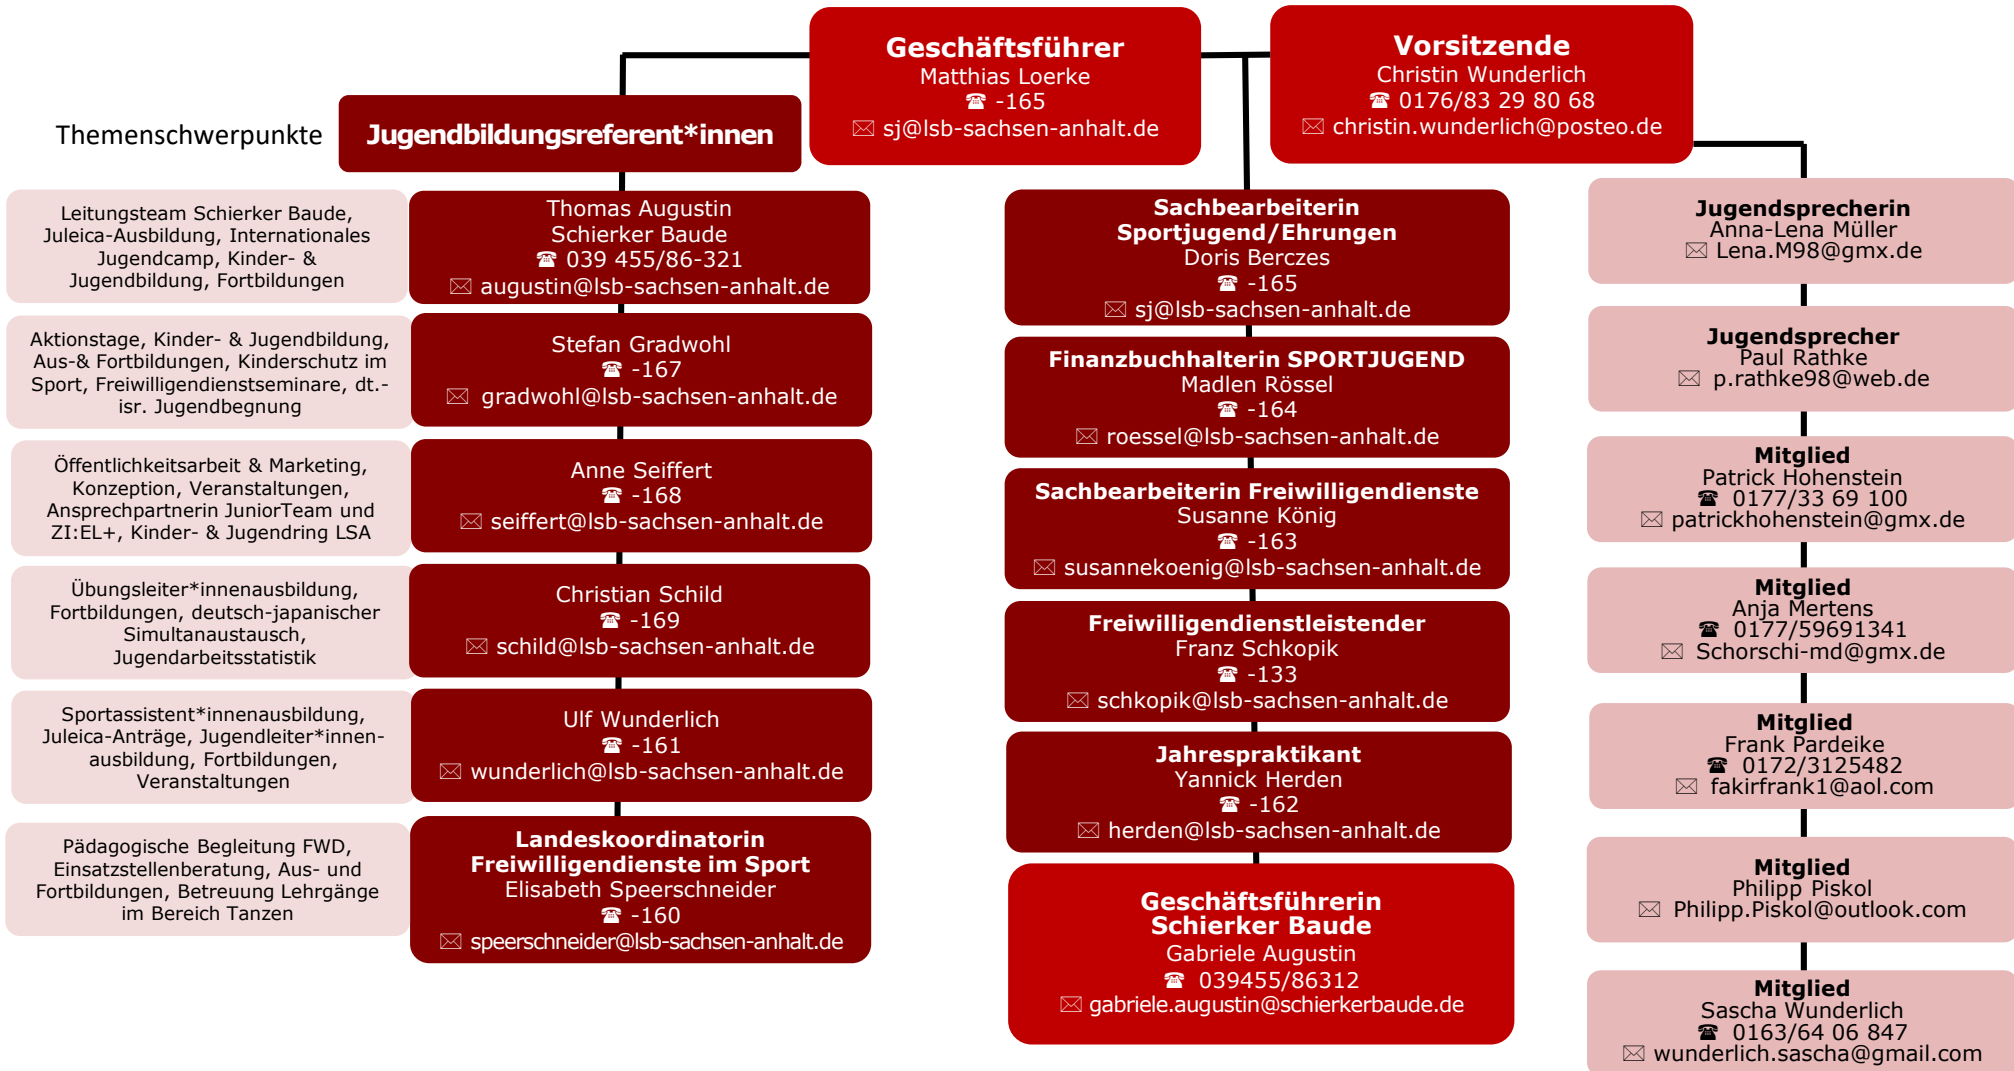 Geschäftsführer
Matthias Loerke
☎ -165
✉ sj@lsb-sachsen-anhalt.de
Vorsitzende
Christin Wunderlich
☎ 0176/83 29 80 68
✉ christin.wunderlich@posteo.de
Themenschwerpunkte
Jugendbildungsreferent*innen
Leitungsteam Schierker Baude,
Juleica-Ausbildung, Internationales
Jugendcamp, Kinder- &
Jugendbildung, Fortbildungen
Thomas Augustin
Schierker Baude
☎ 039 455/86-321
✉ augustin@lsb-sachsen-anhalt.de
Aktionstage, Kinder- & Jugendbildung,
Aus-& Fortbildungen, Kinderschutz im
Sport, Freiwilligendienstseminare, dt.-
isr. Jugendbegnung
Stefan Gradwohl
☎ -167
✉ gradwohl@lsb-sachsen-anhalt.de
Öffentlichkeitsarbeit & Marketing,
Konzeption, Veranstaltungen,
Ansprechpartnerin JuniorTeam und
ZI:EL+, Kinder- & Jugendring LSA
Anne Seiffert
☎ -168
✉ seiffert@lsb-sachsen-anhalt.de
Übungsleiter*innenausbildung,
Fortbildungen, deutsch-japanischer
Simultanaustausch,
Jugendarbeitsstatistik
Christian Schild
☎ -169
✉ schild@lsb-sachsen-anhalt.de
Sportassistent*innenausbildung,
Juleica-Anträge, Jugendleiter*innen-
ausbildung, Fortbildungen,
Veranstaltungen
Ulf Wunderlich
☎ -161
✉ wunderlich@lsb-sachsen-anhalt.de
Pädagogische Begleitung FWD,
Einsatzstellenberatung, Aus- und
Fortbildungen, Betreuung Lehrgänge
im Bereich Tanzen
Landeskoordinatorin
Freiwilligendienste im Sport
Elisabeth Speerschneider
☎ -160
✉ speerschneider@lsb-sachsen-anhalt.de
Sachbearbeiterin
Sportjugend/Ehrungen
Doris Berczes
☎ -165
✉ sj@lsb-sachsen-anhalt.de
Finanzbuchhalterin SPORTJUGEND
Madlen Rössel
☎ -164
✉ roessel@lsb-sachsen-anhalt.de
Sachbearbeiterin Freiwilligendienste
Susanne König
☎ -163
✉ susannekoenig@lsb-sachsen-anhalt.de
Freiwilligendienstleistender
Franz Schkopik
☎ -133
✉ schkopik@lsb-sachsen-anhalt.de
Jahrespraktikant
Yannick Herden
☎ -162
✉ herden@lsb-sachsen-anhalt.de
Geschäftsführerin
Schierker Baude
Gabriele Augustin
☎ 039455/86312
✉ gabriele.augustin@schierkerbaude.de
Jugendsprecherin
Anna-Lena Müller
✉ Lena.M98@gmx.de
Jugendsprecher
Paul Rathke
✉ p.rathke98@web.de
Mitglied
Patrick Hohenstein
☎ 0177/33 69 100
✉ patrickhohenstein@gmx.de
Mitglied
Anja Mertens
☎ 0177/59691341
✉ Schorschi-md@gmx.de
Mitglied
Frank Pardeike
☎ 0172/3125482
✉ fakirfrank1@aol.com
Mitglied
Philipp Piskol
✉ Philipp.Piskol@outlook.com
Mitglied
Sascha Wunderlich
☎ 0163/64 06 847
✉ wunderlich.sascha@gmail.com